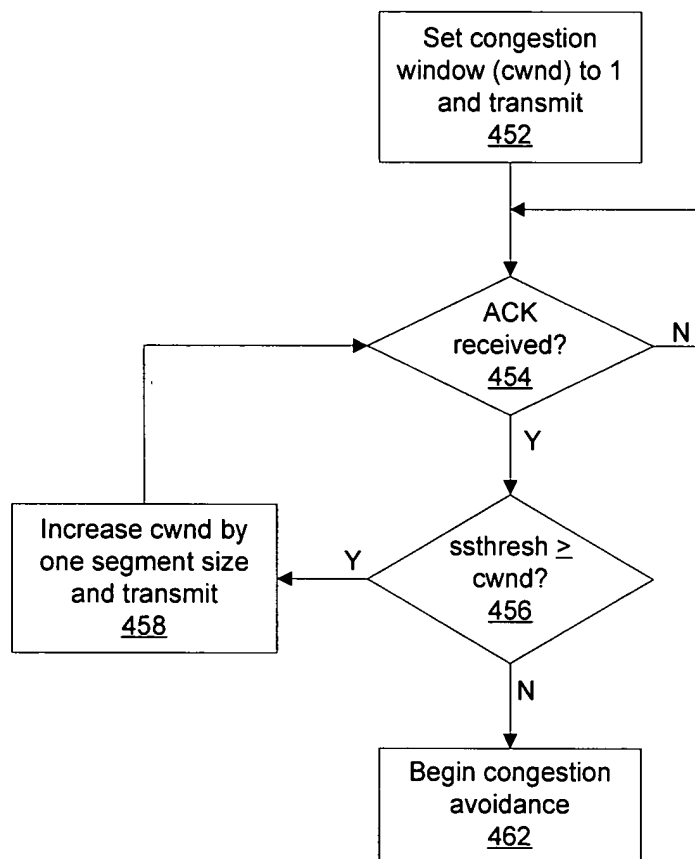 Set congestion
window (cwnd) to 1
and transmit
452
ACK
received?
454
N
Y
Increase cwnd by
one segment size
and transmit
458
Y
ssthresh ≥
cwnd?
456
N
Begin congestion
avoidance
462